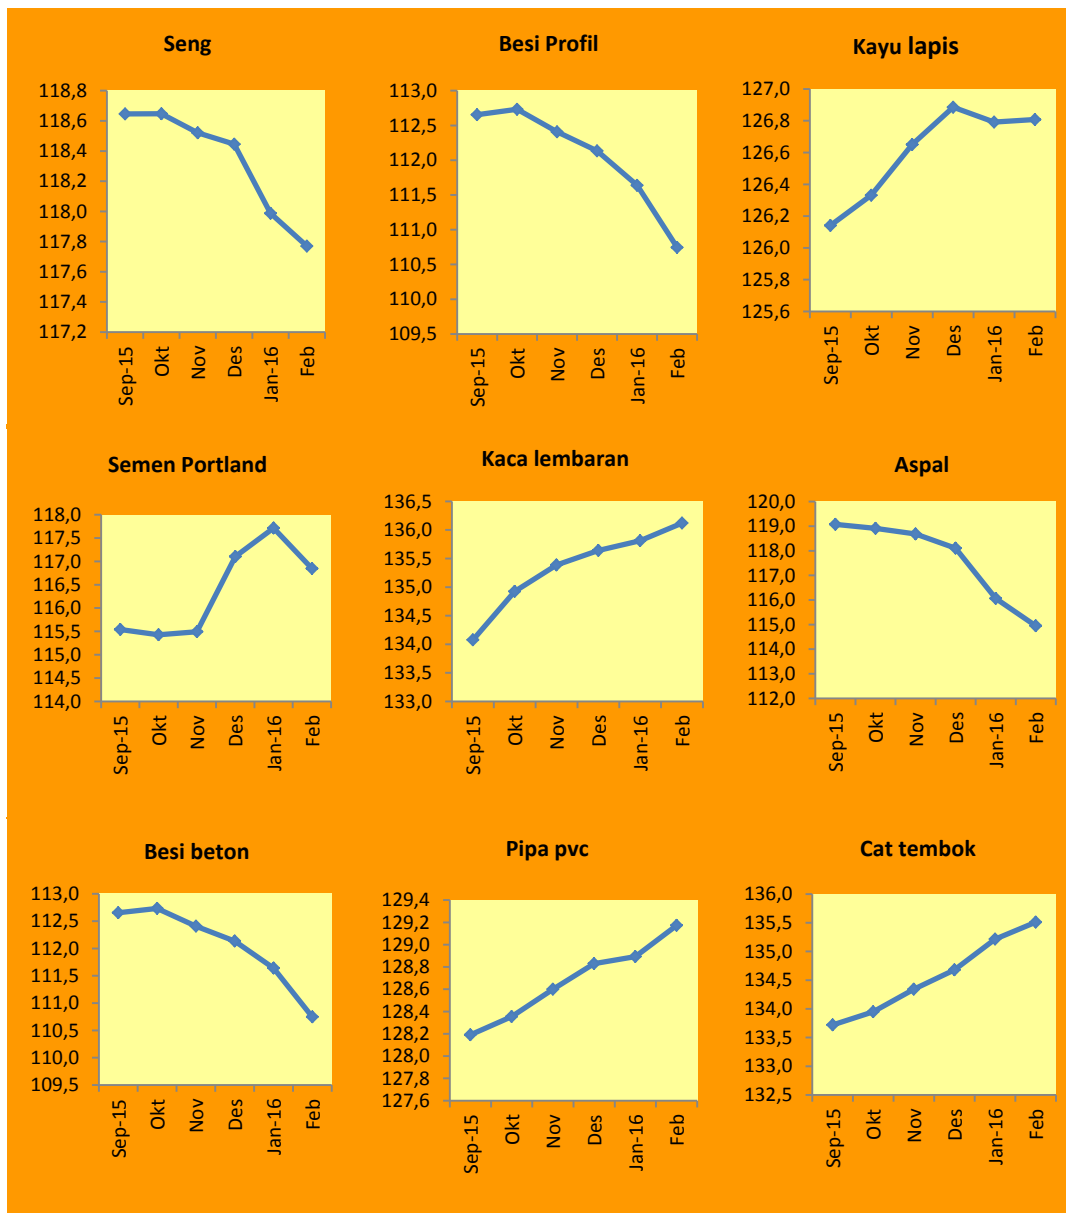 Seng
118,8
118,6
118,4
118,2
118,0
117,8
117,6
117,4
117,2
Sep-15
Okt
Nov
Des
Jan-16
Feb
Besi Profil
113,0
112,5
112,0
111,5
111,0
110,5
110,0
109,5
Sep-15
Okt
Nov
Des
Jan-16
Feb
Kayu lapis
127,0
126,8
126,6
126,4
126,2
126,0
125,8
125,6
Sep-15
Okt
Nov
Des
Jan-16
Feb
Semen Portland
118,0
117,5
117,0
116,5
116,0
115,5
115,0
114,5
114,0
Sep-15
Okt
Nov
Des
Jan-16
Feb
Kaca lembaran
136,5
136,0
135,5
135,0
134,5
134,0
133,5
133,0
Sep-15
Okt
Nov
Des
Jan-16
Feb
Aspal
120,0
119,0
118,0
117,0
116,0
115,0
114,0
113,0
112,0
Sep-15
Okt
Nov
Des
Jan-16
Feb
Besi beton
113,0
112,5
112,0
111,5
111,0
110,5
110,0
109,5
Sep-15
Okt
Nov
Des
Jan-16
Feb
Pipa pvc
129,4
129,2
129,0
128,8
128,6
128,4
128,2
128,0
127,8
127,6
Sep-15
Okt
Nov
Des
Jan-16
Feb
Cat tembok
136,0
135,5
135,0
134,5
134,0
133,5
133,0
132,5
Sep-15
Okt
Nov
Des
Jan-16
Feb